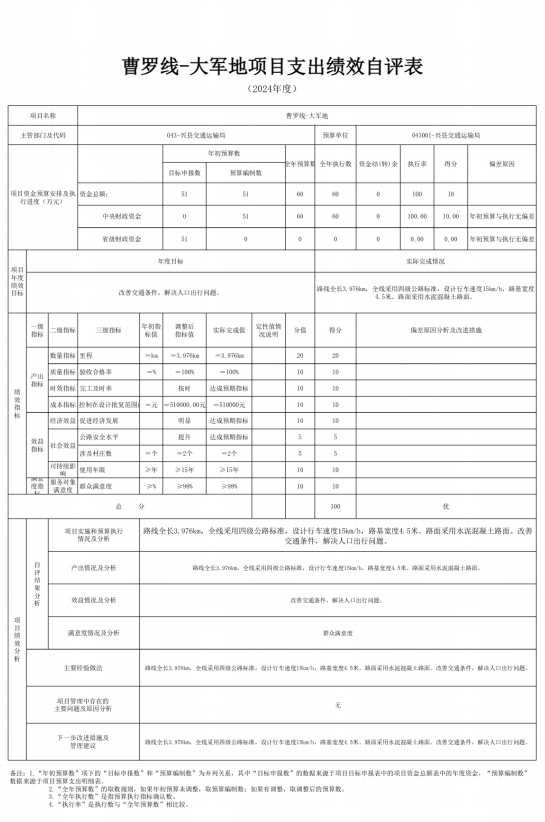 曹罗线-大军地项目支出绩效自评表
（2024年度）
项目名称 曹罗线-大军地
主管部门及代码 043-兴县交通运输局 预算单位 043001-兴县交通运输局
项目资金预算安排及执行进度（万元） 年初预算数 全年预算数 全年执行数 资金结(转)余 执行率 得分 偏差原因
目标申报数 预算编制数
资金总额： 51 51 60 60 0 100 10
中央财政资金 0 51 60 60 0 100.00 10.00 年初预算与执行无偏差
省级财政资金 51 0 0 0 0 0.00 0.00 年初预算与执行无偏差
项目年度绩效目标 年度目标 实际完成情况
改善交通条件，解决人口出行问题。 路线全长3.976km，全线采用四级公路标准，设计行车速度15km/h，路基宽度4.5米。路面采用水泥混凝土路面。
绩效指标 一级指标 二级指标 三级指标 年初指标值 调整后指标值 实际完成值 定性值情况说明 分值 得分 偏差原因分析及改进措施
产出指标 数量指标 里程 =km =3.976km =3.976km 20 20
质量指标 验收合格率 =% =100% =100% 10 10
时效指标 完工及时率 按时 达成预期指标 10 10
成本指标 控制在设计批复范围 =元 =510000.00元 =510000元 10 10
效益指标 经济效益 促进经济发展 明显 达成预期指标 10 10
社会效益 公路安全水平 提升 达成预期指标 5 5
涉及村庄数 =个 =2个 =2个 5 5
可持续影响 使用年限 ≥年 ≥15年 ≥15年 10 10
满意度指标 服务对象满意度 群众满意度 ≥% ≥98% ≥98% 10 10
总 分 100 优
项目绩效分析 自评结果分析 项目实施和预算执行情况及分析 路线全长3.976km，全线采用四级公路标准，设计行车速度15km/h，路基宽度4.5米。路面采用水泥混凝土路面。改善交通条件，解决人口出行问题。
产出情况及分析 路线全长3.976km，全线采用四级公路标准，设计行车速度15km/h，路基宽度4.5米。路面采用水泥混凝土路面。
效益情况及分析 改善交通条件，解决人口出行问题。
满意度情况及分析 群众满意度
主要经验做法 路线全长3.976km，全线采用四级公路标准，设计行车速度15km/h，路基宽度4.5米。路面采用水泥混凝土路面。改善交通条件，解决人口出行问题。
项目管理中存在的主要问题及原因分析 无
下一步改进措施及管理建议 路线全长3.976km，全线采用四级公路标准，设计行车速度15km/h，路基宽度4.5米。路面采用水泥混凝土路面。改善交通条件，解决人口出行问题。
备注：1.“年初预算数”项下的“目标申报数”和“预算编制数”为并列关系，其中“目标申报数”的数据来源于项目目标申报表中的项目资金总额表中的年度资金，“预算编制数”
数据来源于项目预算支出明细表。
2.“全年预算数”的取数规则，如果年初预算未调整，取预算编制数；如果有调整，取调整后的预算数。
3.“全年执行数”是指预算执行指标确认数。
4.“执行率”是执行数与“全年预算数”相比较。